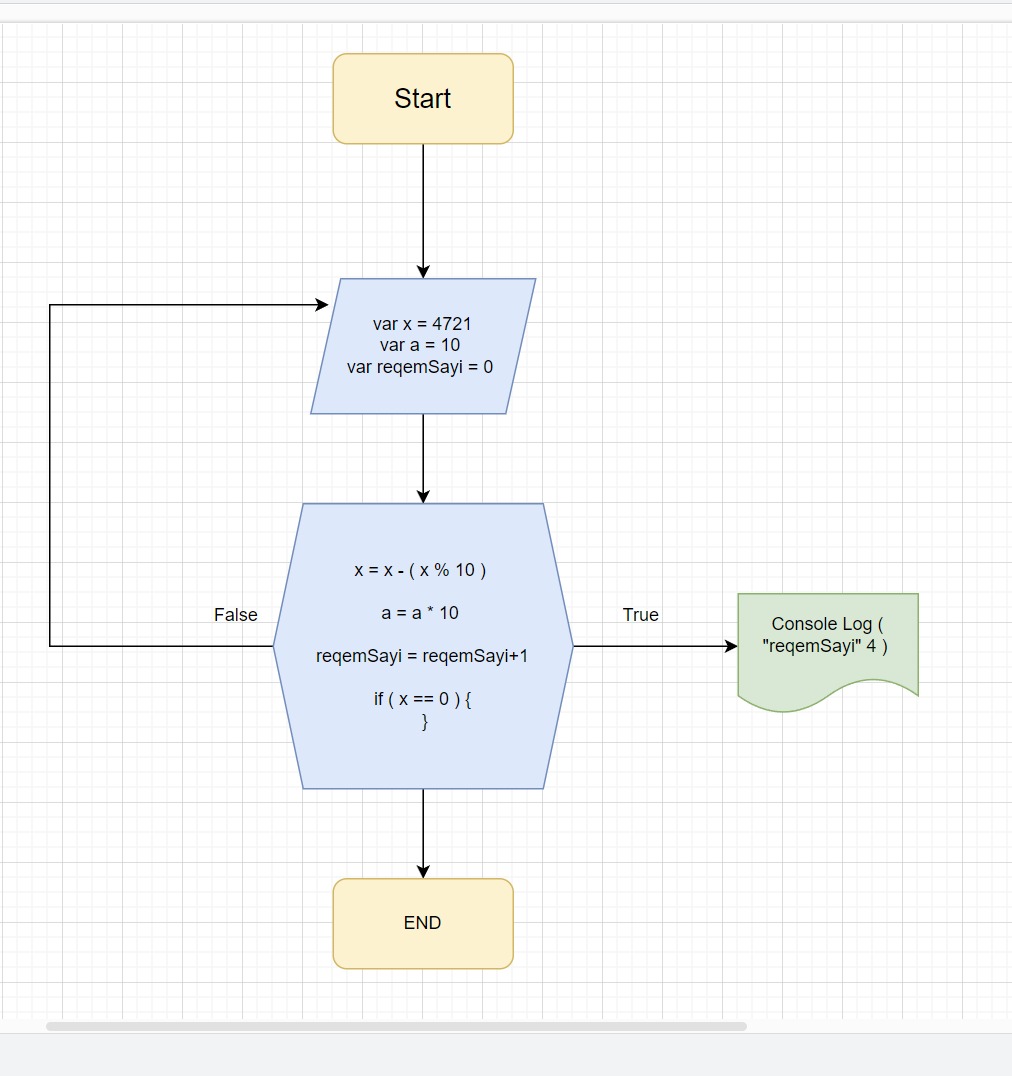 Start
var x = 4721
var a = 10
var reqemSayi = 0
x = x - ( x % 10 )
a = a * 10
reqemSayi = reqemSayi+1
if ( x == 0 ) {
}
False
True
Console Log (
"reqemSayi" 4 )
END